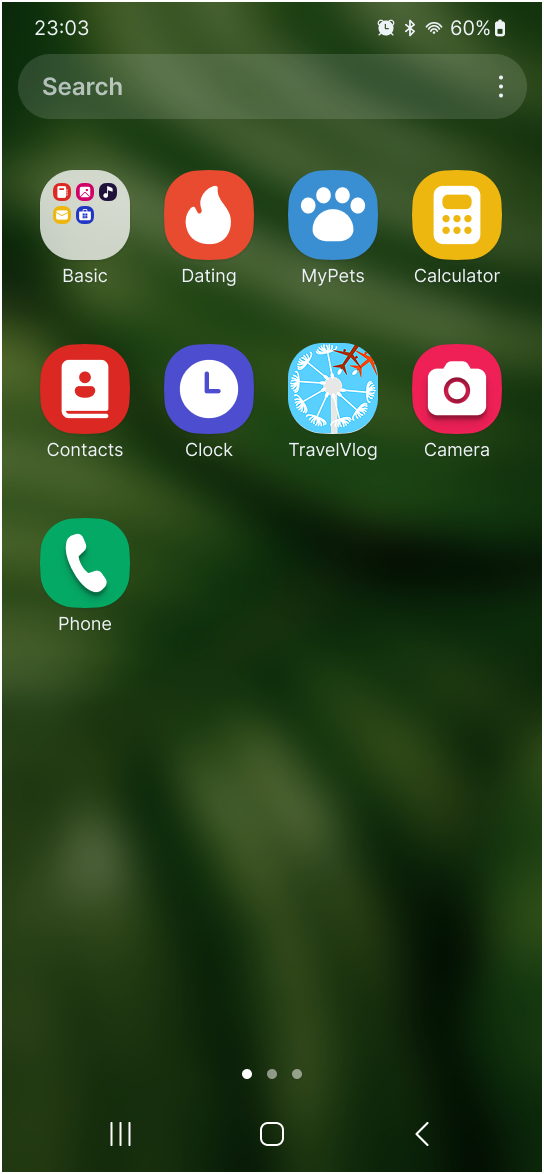 23:03 60%
Search
Basic Dating MyPets Calculator
Contacts Clock TravelVlog Camera
Phone